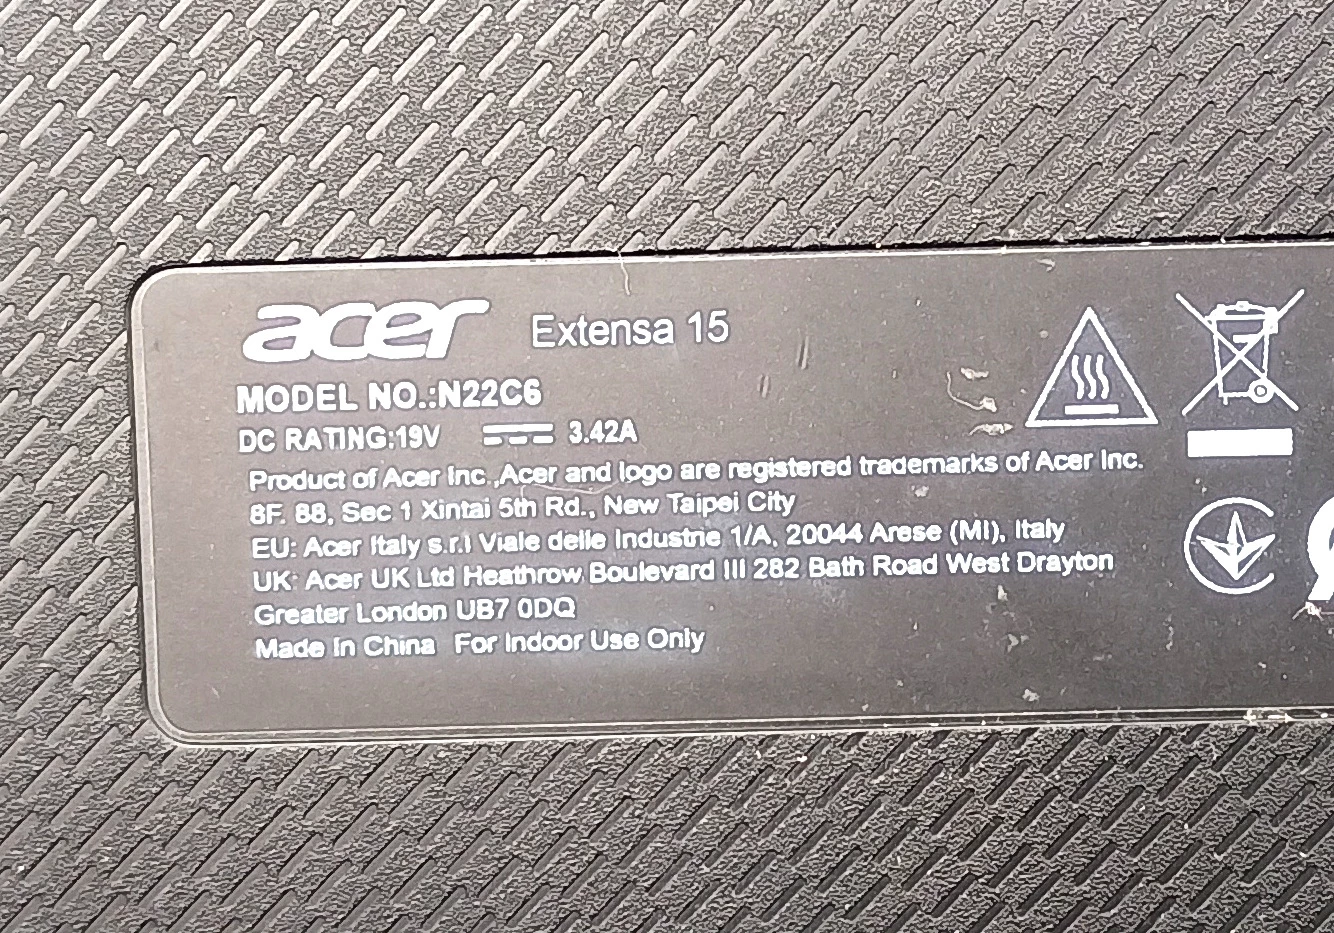 acer Extensa 15
MODEL NO.:N22C6
DC RATING:19V 3.42A
Product of Acer Inc.,Acer and logo are registered trademarks of Acer Inc.
8F. 88, Sec 1 Xintai 5th Rd., New Taipei City
EU: Acer Italy s.r.l Viale delle Industrie 1/A, 20044 Arese (MI), Italy
UK: Acer UK Ltd Heathrow Boulevard III 282 Bath Road West Drayton
Greater London UB7 0DQ
Made in China For Indoor Use Only